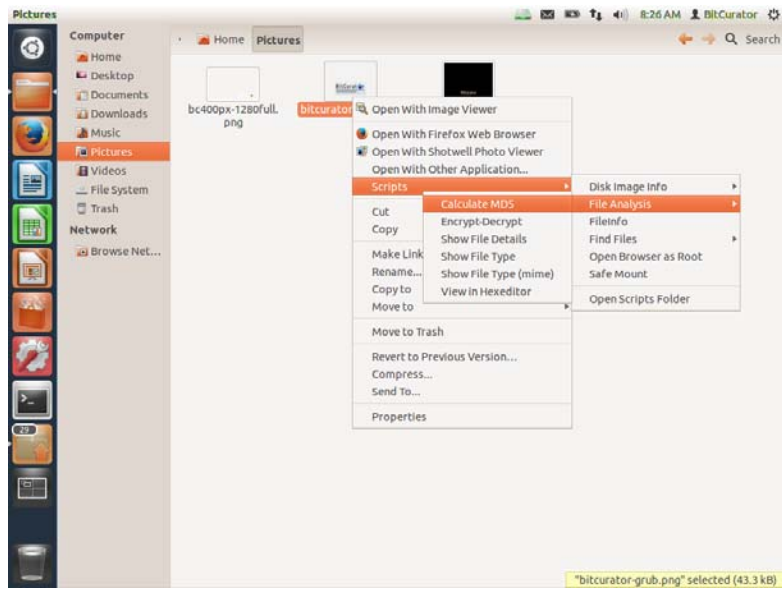 Pictures
8:26 AM
BitCurator
Computer
Home
Desktop
Documents
Downloads
Music
Pictures
Videos
File System
Trash
Network
Browse Net...
Home
Pictures
Search
bc400px-1280full.
png
bitcurator
Open With Image Viewer
Open With Firefox Web Browser
Open With Shotwell Photo Viewer
Open With Other Application...
Scripts
Cut
Copy
Make Link
Rename...
Copy to
Move to
Move to Trash
Revert to Previous Version...
Compress...
Send To...
Properties
Calculate MD5
Encrypt-Decrypt
Show File Details
Show File Type
Show File Type (mime)
View in Hexeditor
Disk Image Info
File Analysis
FileInfo
Find Files
Open Browser as Root
Safe Mount
Open Scripts Folder
29
"bitcurator-grub.png" selected (43.3 kB)